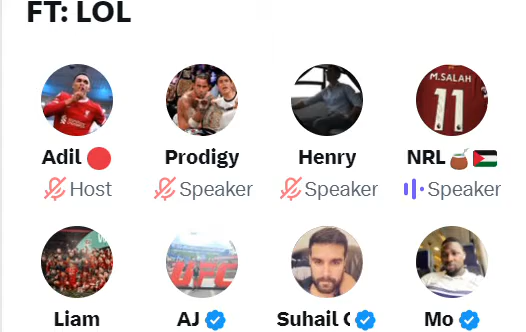 FT: LOL
M.SALAH
11
Adil Prodigy Henry NRL
Host Speaker Speaker Speaker
UFC
Liam AJ Suhail Mo